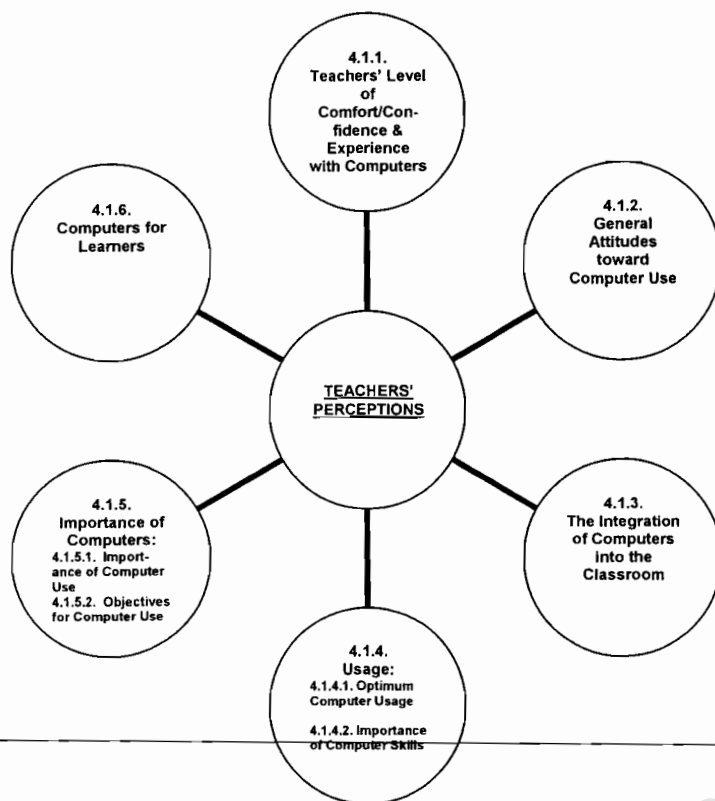 4.1.1.
Teachers' Level
of
Comfort/Con-
fidence &
Experience
with Computers
4.1.2.
General
Attitudes
toward
Computer Use
4.1.6.
Computers for
Learners
TEACHERS'
PERCEPTIONS
4.1.3.
The Integration
of Computers
into the
Classroom
4.1.5.
Importance of
Computers:
4.1.5.1. Import-
ance of Computer
Use
4.1.5.2. Objectives
for Computer Use
4.1.4.
Usage:
4.1.4.1. Optimum
Computer Usage
4.1.4.2. Importance
of Computer Skills